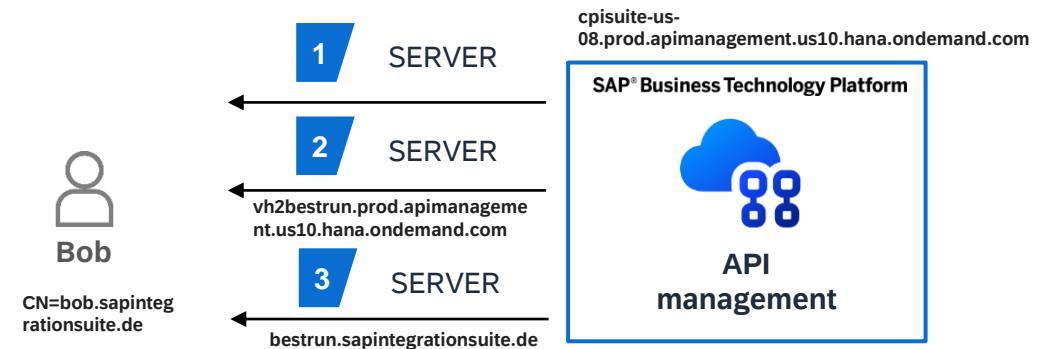 cpisuite-us-
08.prod.apimanagement.us10.hana.ondemand.com
1 SERVER
SAP® Business Technology Platform
2 SERVER
vh2bestrun.prod.apimanageme
nt.us10.hana.ondemand.com
Bob
API
management
3 SERVER
CN=bob.sapinteg
rationsuite.de
bestrun.sapintegrationsuite.de